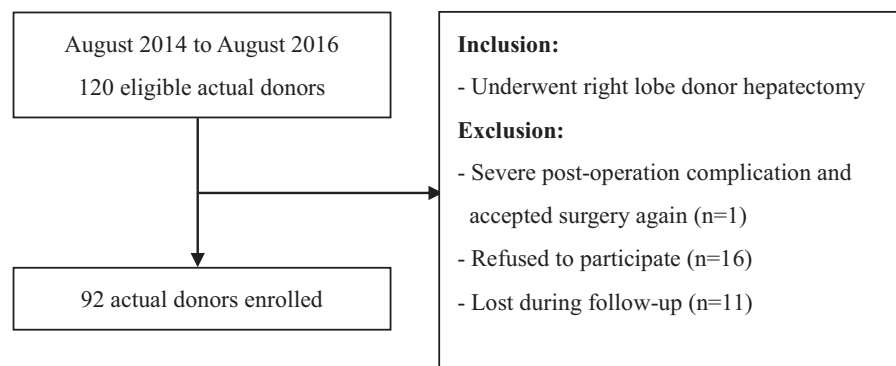 August 2014 to August 2016
120 eligible actual donors
92 actual donors enrolled
Inclusion:
- Underwent right lobe donor hepatectomy
Exclusion:
- Severe post-operation complication and
accepted surgery again (n=1)
- Refused to participate (n=16)
- Lost during follow-up (n=11)